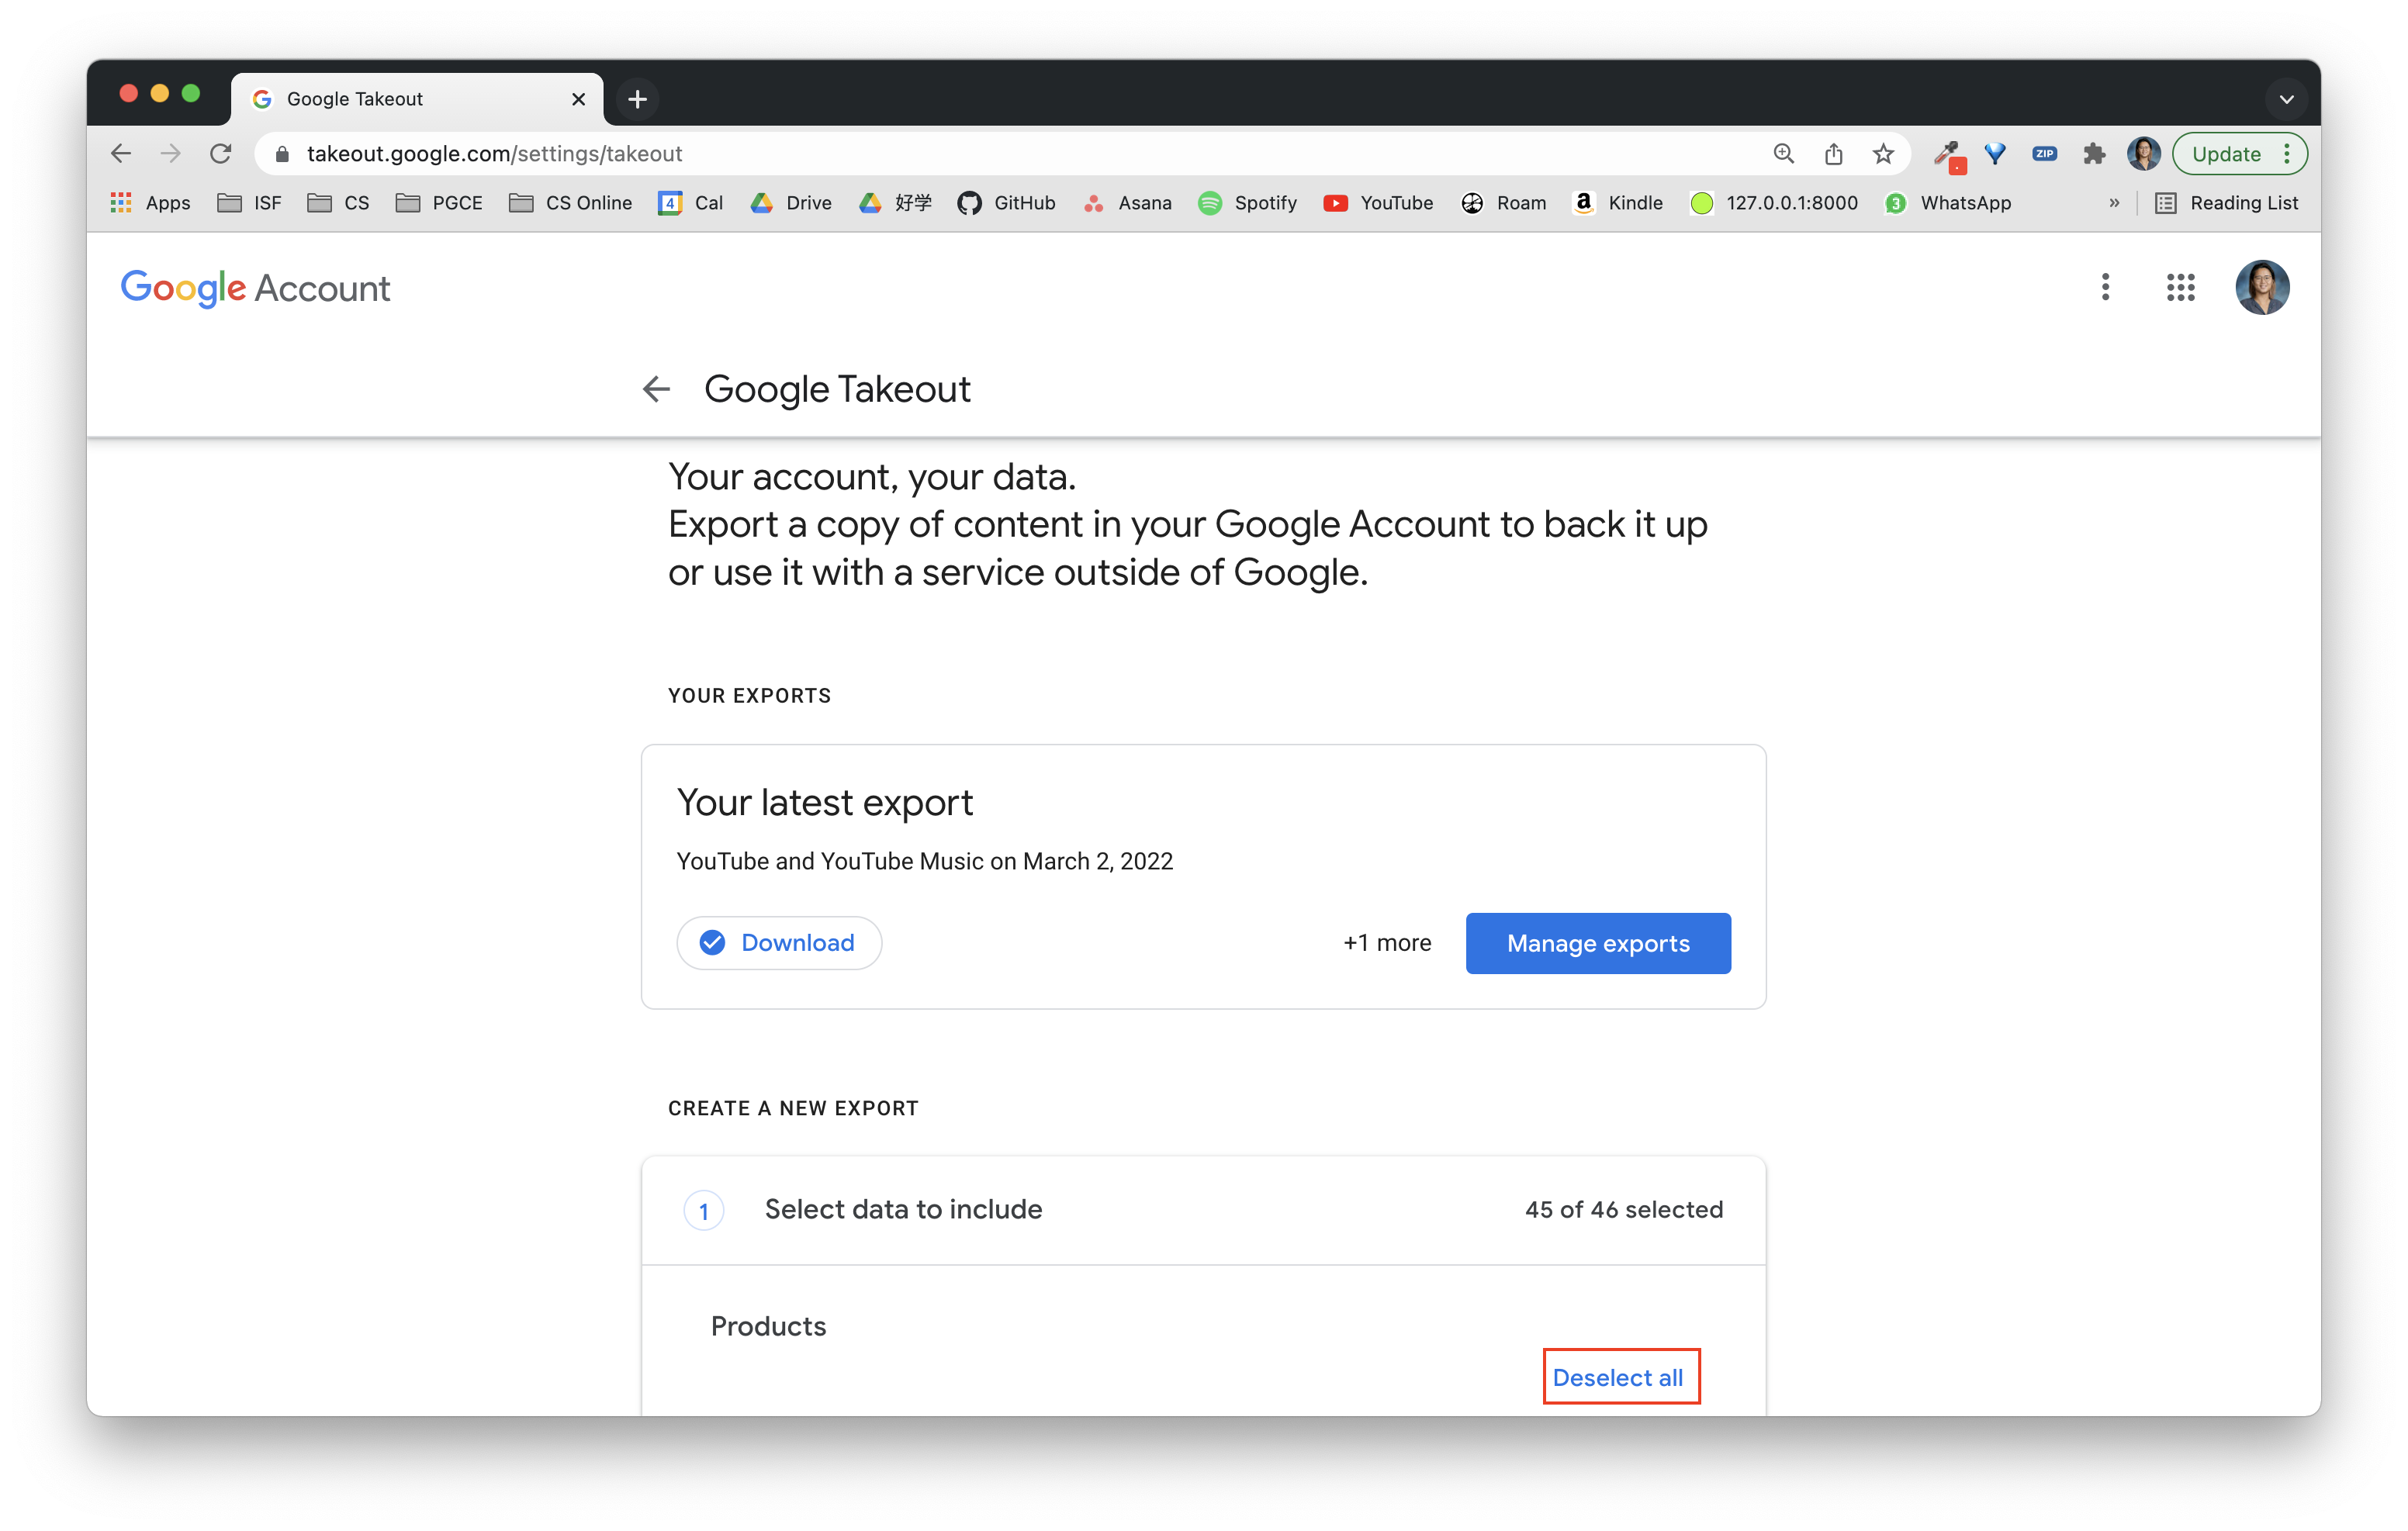 Google Takeout
takeout.google.com/settings/takeout
ZIP
Update
Apps ISF CS PGCE CS Online 4 Cal Drive 好学 GitHub Asana Spotify YouTube Roam a Kindle 127.0.0.1:8000 3 WhatsApp » Reading List
Google Account
Google Takeout
Your account, your data.
Export a copy of content in your Google Account to back it up
or use it with a service outside of Google.
YOUR EXPORTS
Your latest export
YouTube and YouTube Music on March 2, 2022
Download +1 more Manage exports
CREATE A NEW EXPORT
1 Select data to include 45 of 46 selected
Products
Deselect all